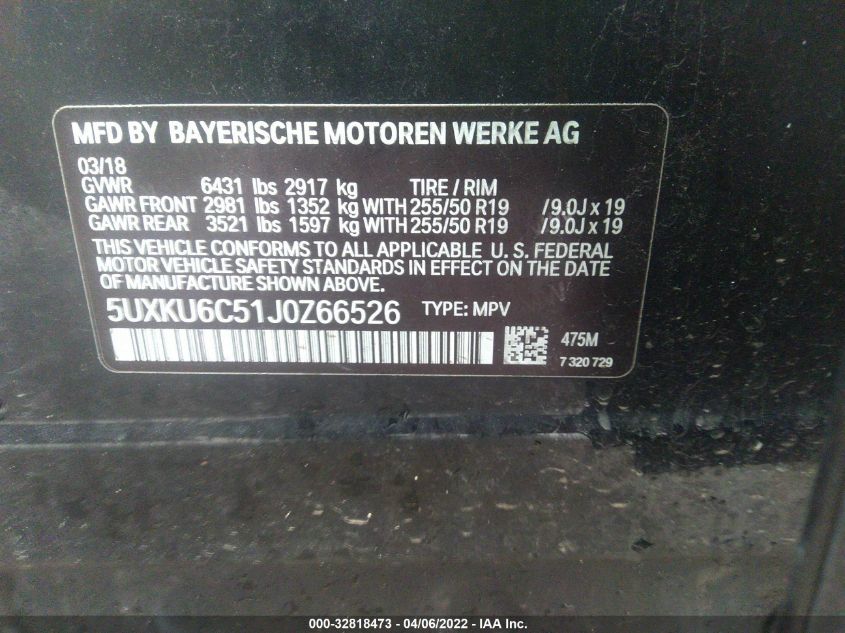 MFD BY BAYERISCHE MOTOREN WERKE AG
03/18
GVWR 6431 lbs 2917 kg TIRE / RIM
GAWR FRONT 2981 lbs 1352 kg WITH 255/50 R19 /9.0J x 19
GAWR REAR 3521 lbs 1597 kg WITH 255/50 R19 /9.0J x 19
THIS VEHICLE CONFORMS TO ALL APPLICABLE U. S. FEDERAL
MOTOR VEHICLE SAFETY STANDARDS IN EFFECT ON THE DATE
OF MANUFACTURE SHOWN ABOVE.
5UXKU6C51J0Z66526 TYPE: MPV
475M
7 320 729
000-32818473 - 04/06/2022 - IAA Inc.